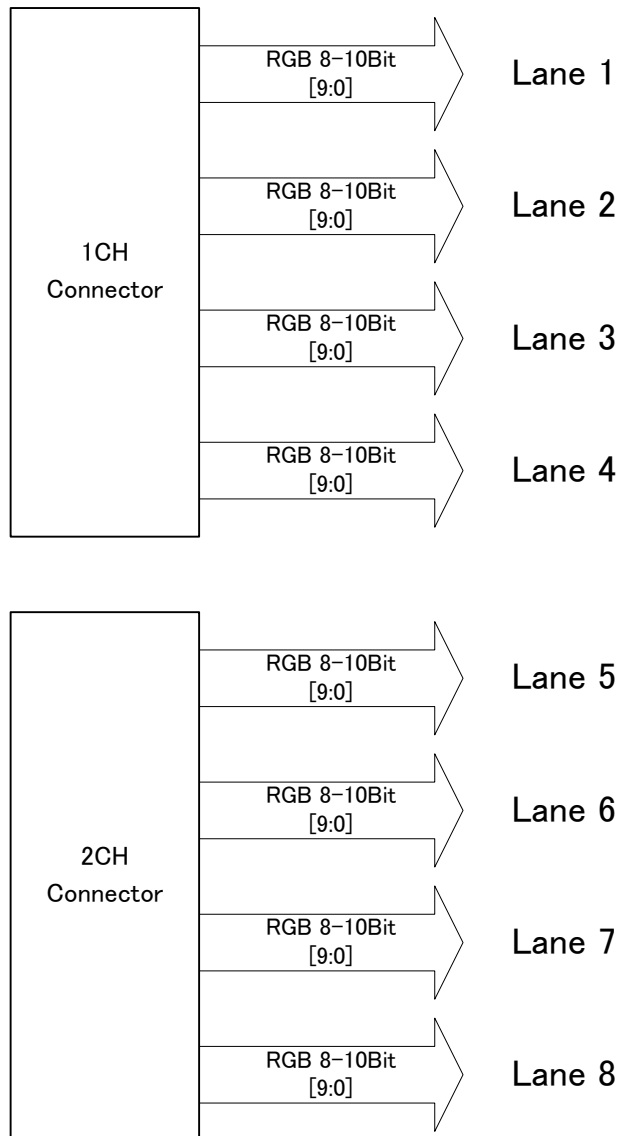 1CH
Connector
RGB 8-10Bit
[9:0]
Lane 1
RGB 8-10Bit
[9:0]
Lane 2
RGB 8-10Bit
[9:0]
Lane 3
RGB 8-10Bit
[9:0]
Lane 4
2CH
Connector
RGB 8-10Bit
[9:0]
Lane 5
RGB 8-10Bit
[9:0]
Lane 6
RGB 8-10Bit
[9:0]
Lane 7
RGB 8-10Bit
[9:0]
Lane 8